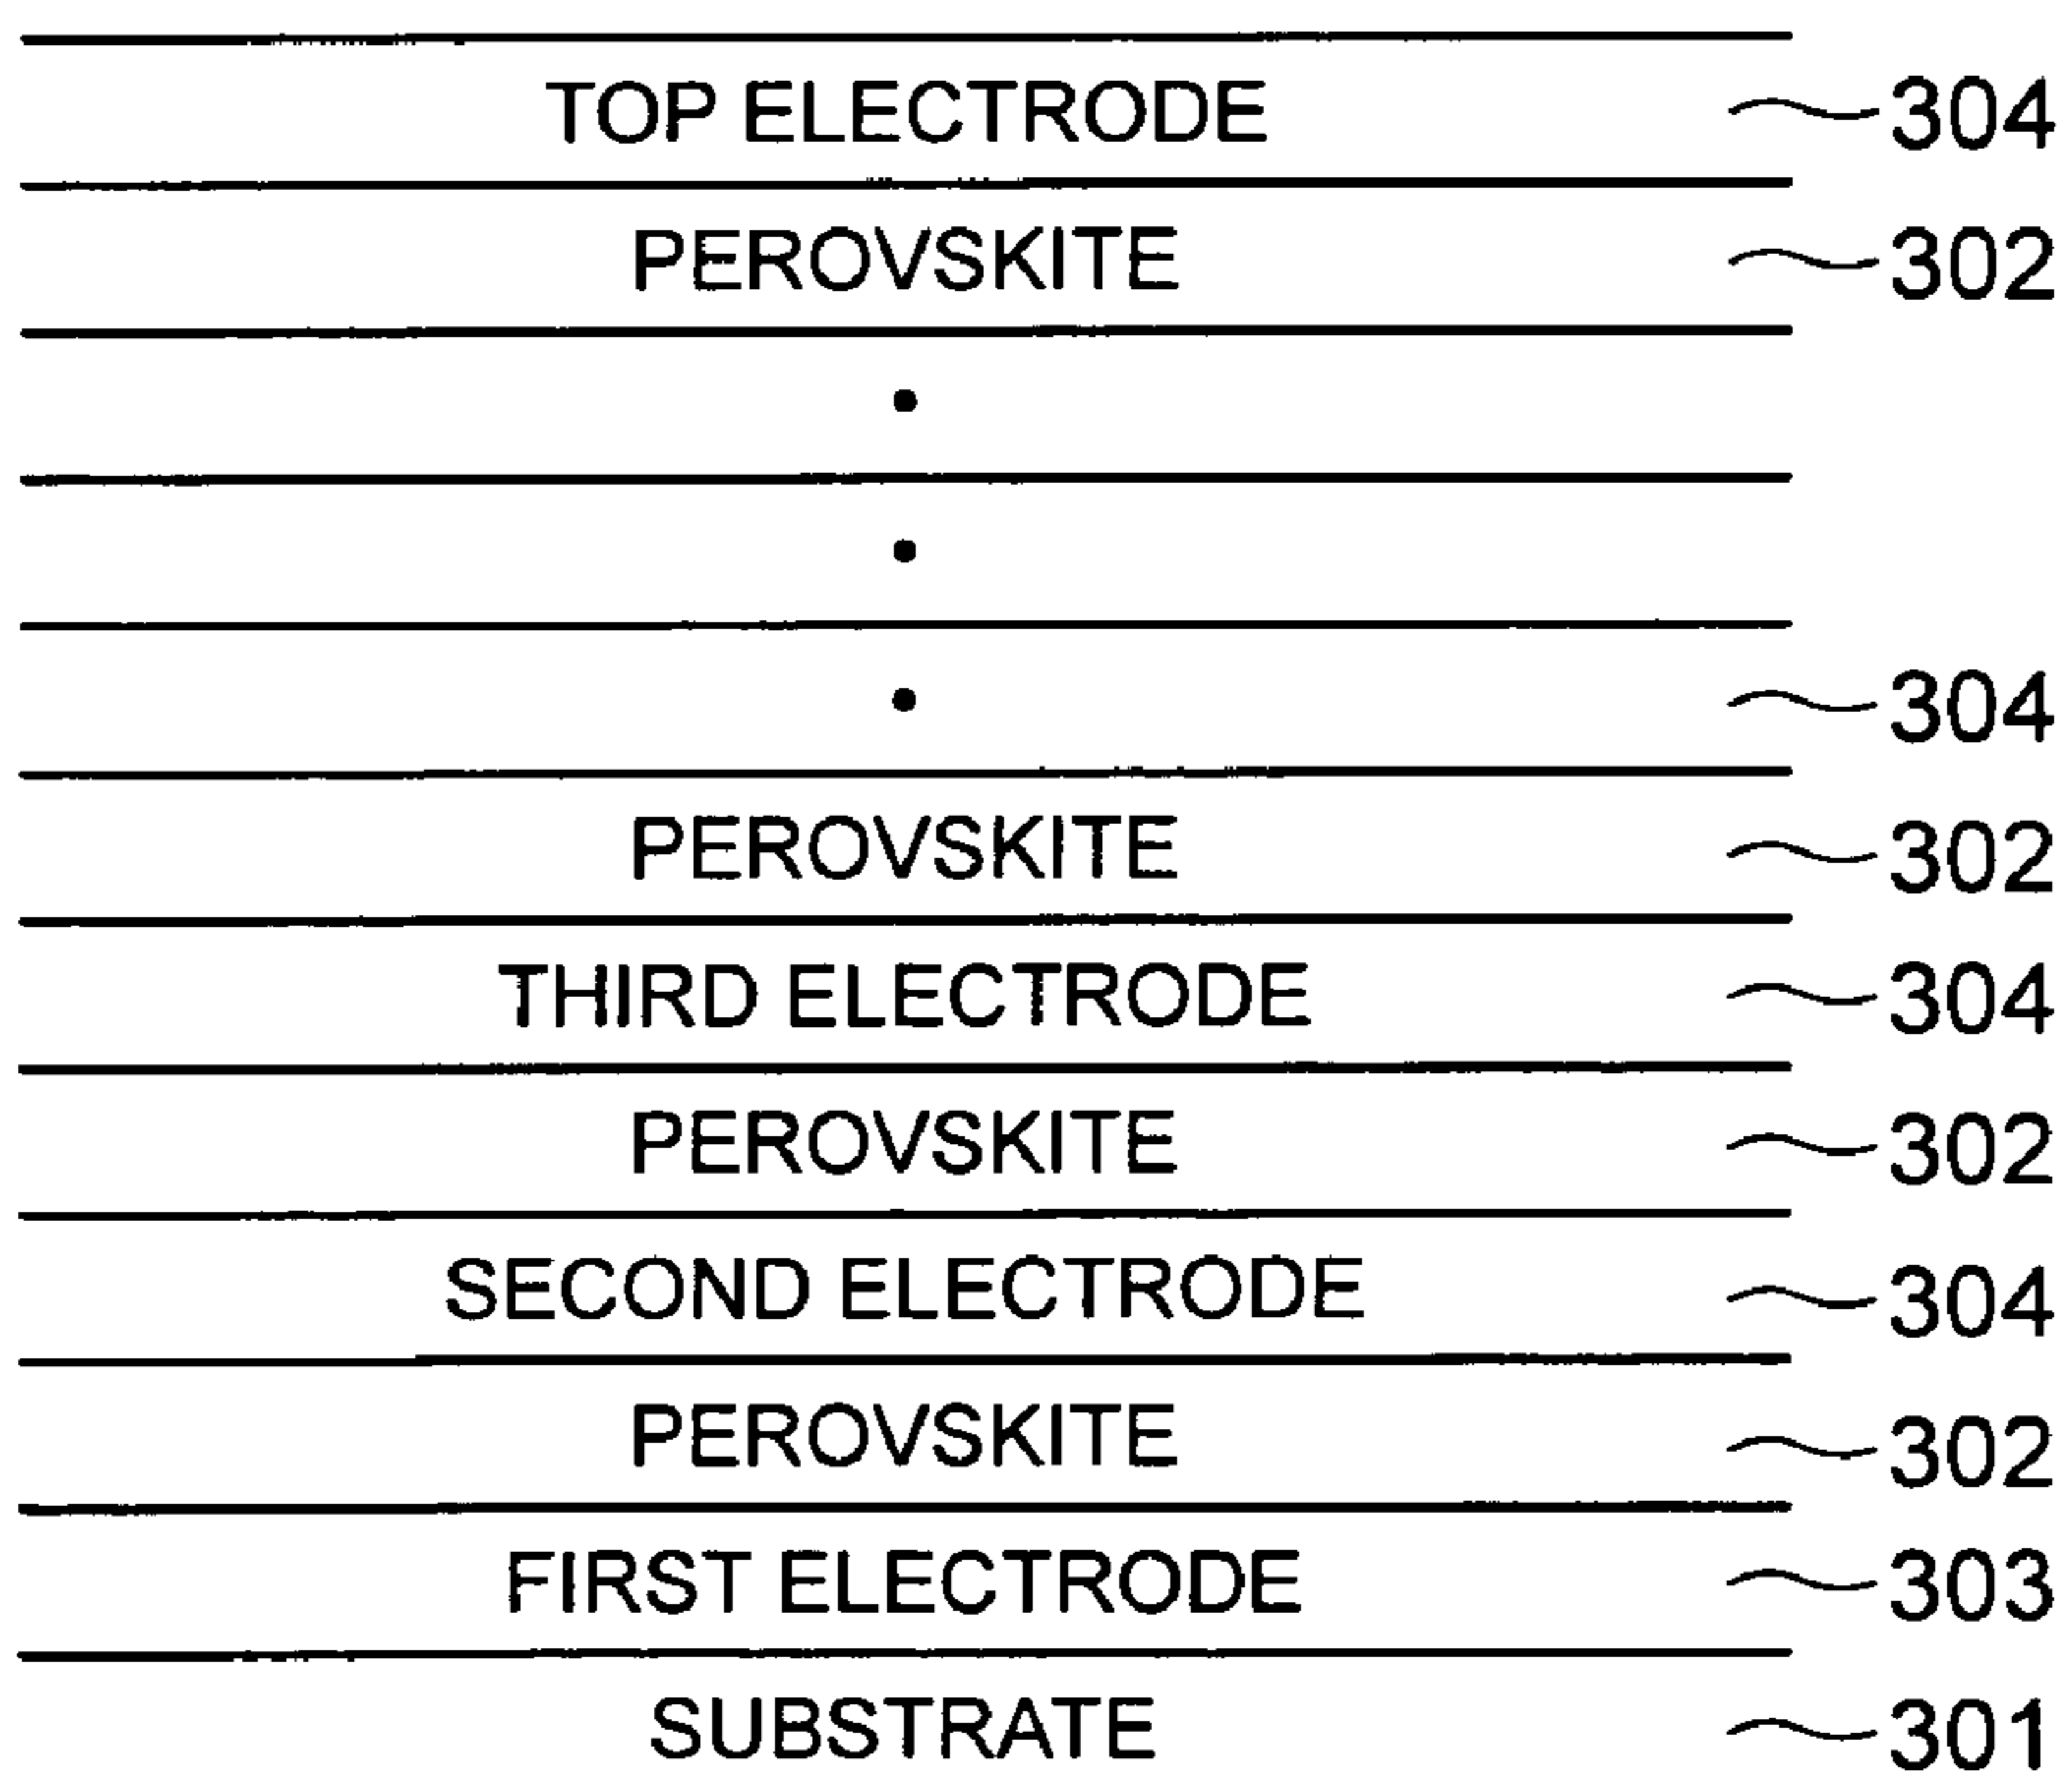 TOP ELECTRODE 304
PEROVSKITE 302
•
•
• 304
PEROVSKITE 302
THIRD ELECTRODE 304
PEROVSKITE 302
SECOND ELECTRODE 304
PEROVSKITE 302
FIRST ELECTRODE 303
SUBSTRATE 301